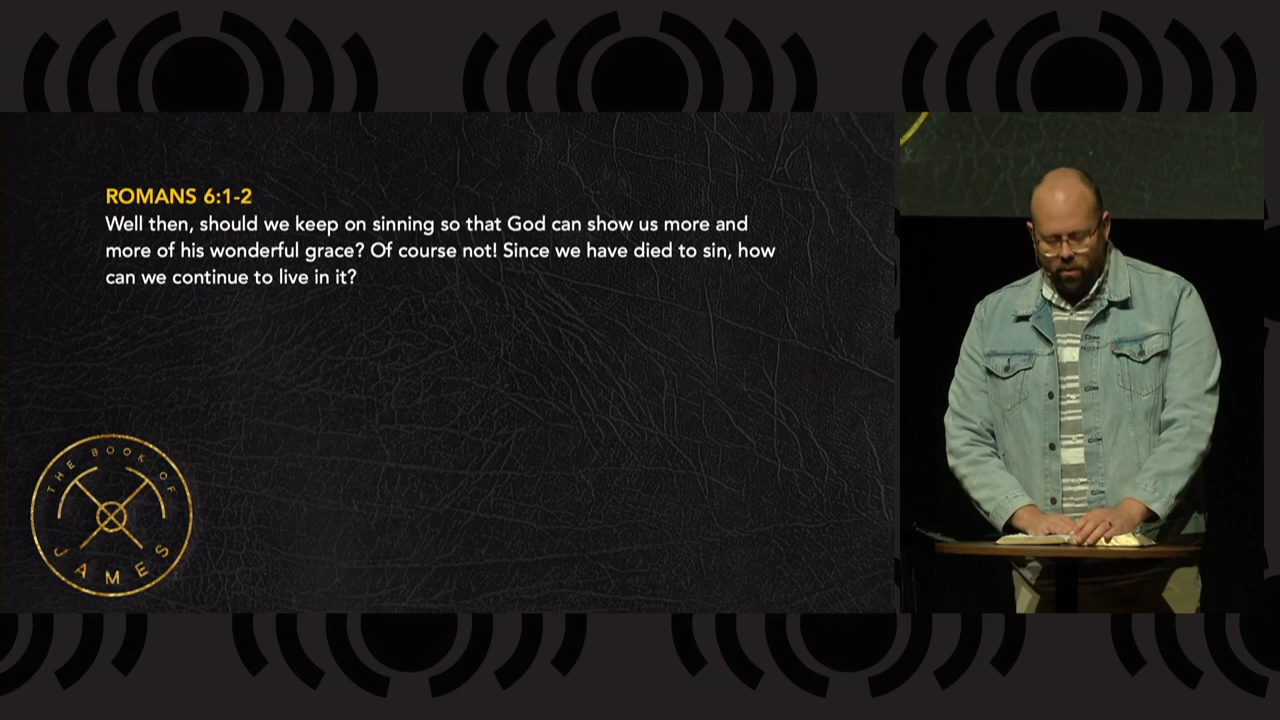 ROMANS 6:1-2
Well then, should we keep on sinning so that God can show us more and
more of his wonderful grace? Of course not! Since we have died to sin, how
can we continue to live in it?
THE BOOK OF
JAMES